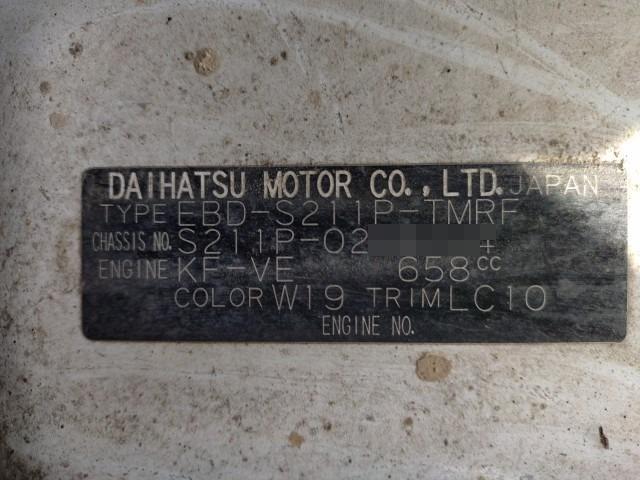 DAIHATSU MOTOR CO., LTD. JAPAN
TYPE EBD-S211P-TMRF
CHASSIS NO. S211P-02 +
ENGINE KF-VE 658 cc
COLOR W19 TRIM LC10
ENGINE NO.